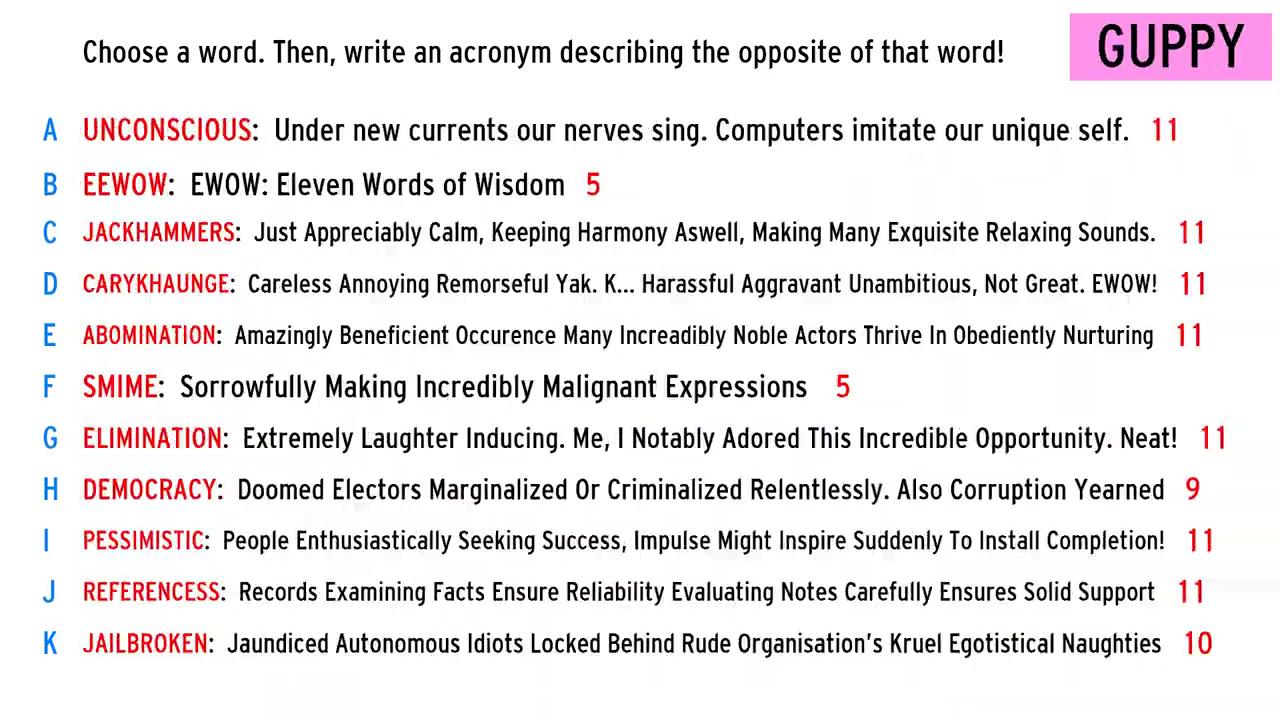 Choose a word. Then, write an acronym describing the opposite of that word!
GUPPY
A UNCONSCIOUS: Under new currents our nerves sing. Computers imitate our unique self. 11
B EEWOW: EWOW: Eleven Words of Wisdom 5
C JACKHAMMERS: Just Appreciably Calm, Keeping Harmony Aswell, Making Many Exquisite Relaxing Sounds. 11
D CARYKHAUNGE: Careless Annoying Remorseful Yak. K... Harassful Aggravant Unambitious, Not Great. EWOW! 11
E ABOMINATION: Amazingly Beneficient Occurence Many Increadibly Noble Actors Thrive In Obediently Nurturing 11
F SMIME: Sorrowfully Making Incredibly Malignant Expressions 5
G ELIMINATION: Extremely Laughter Inducing. Me, I Notably Adored This Incredible Opportunity. Neat! 11
H DEMOCRACY: Doomed Electors Marginalized Or Criminalized Relentlessly. Also Corruption Yearned 9
I PESSIMISTIC: People Enthusiastically Seeking Success, Impulse Might Inspire Suddenly To Install Completion! 11
J REFERENCESS: Records Examining Facts Ensure Reliability Evaluating Notes Carefully Ensures Solid Support 11
K JAILBROKEN: Jaundiced Autonomous Idiots Locked Behind Rude Organisation's Kruel Egotistical Naughties 10